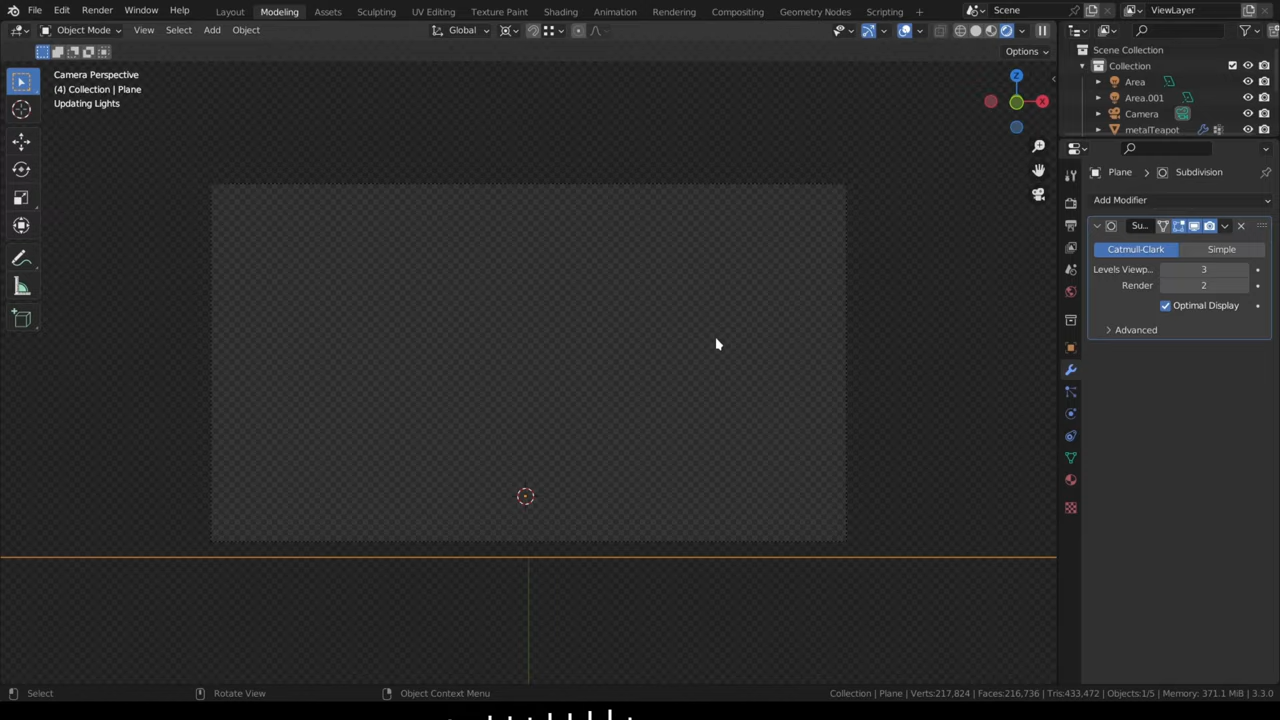 File Edit Render Window Help Layout Modeling Assets Sculpting UV Editing Texture Paint Shading Animation Rendering Compositing Geometry Nodes Scripting + Scene ViewLayer
Object Mode View Select Add Object Global
Options
Camera Perspective
(4) Collection | Plane
Updating Lights
Z
X
Scene Collection
Collection
Area
Area.001
Camera
metalTeapot
Plane > Subdivision
Add Modifier
Su...
Catmull-Clark Simple
Levels Viewp... 3
Render 2
Optimal Display
Advanced
Select Rotate View Object Context Menu Collection | Plane | Verts:217,824 | Faces:216,736 | Tris:433,472 | Objects:1/5 | Memory: 371.1 MiB | 3.3.0